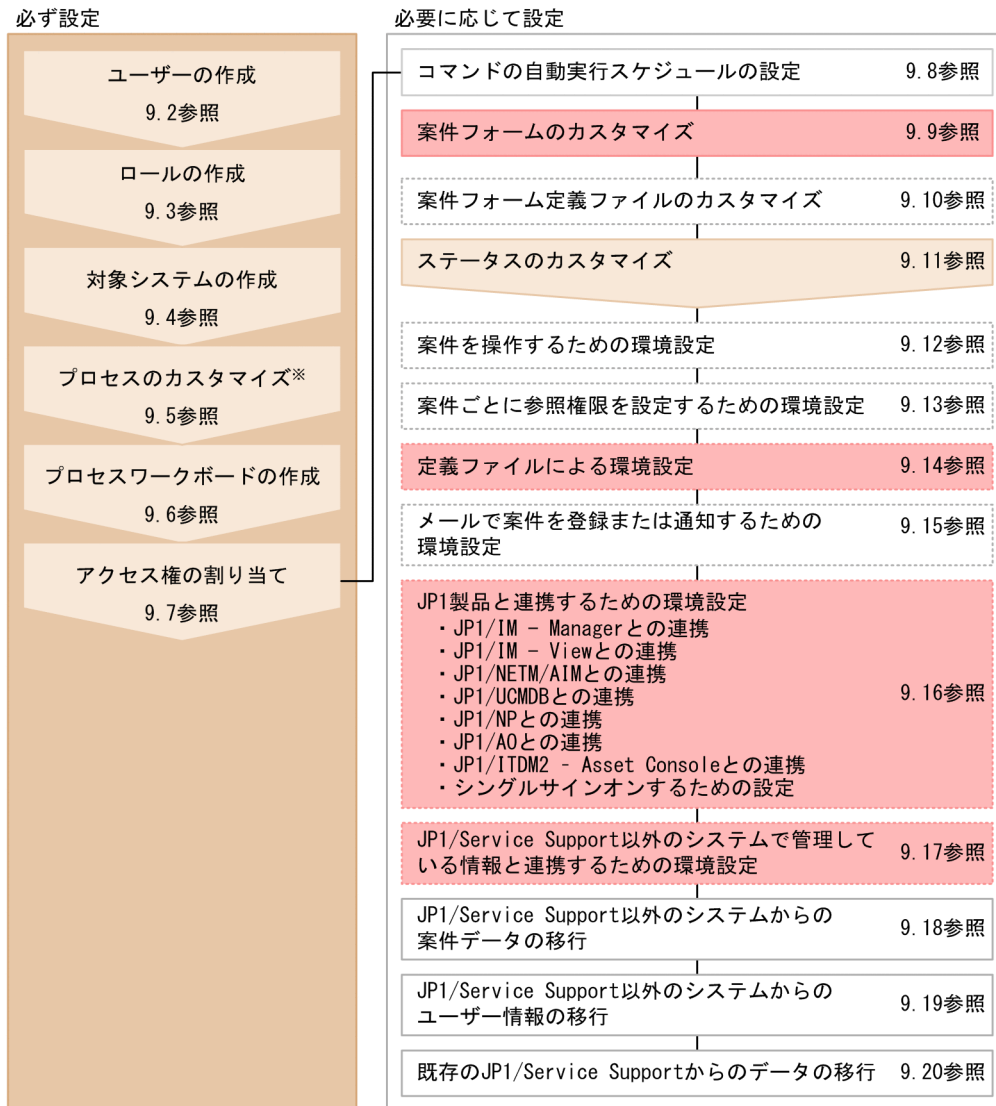 必ず設定
ユーザーの作成
9.2参照
ロールの作成
9.3参照
対象システムの作成
9.4参照
プロセスのカスタマイズ※
9.5参照
プロセスワークボードの作成
9.6参照
アクセス権の割り当て
9.7参照
必要に応じて設定
コマンドの自動実行スケジュールの設定 9.8参照
案件フォームのカスタマイズ 9.9参照
案件フォーム定義ファイルのカスタマイズ 9.10参照
ステータスのカスタマイズ 9.11参照
案件を操作するための環境設定 9.12参照
案件ごとに参照権限を設定するための環境設定 9.13参照
定義ファイルによる環境設定 9.14参照
メールで案件を登録または通知するための
環境設定
9.15参照
JP1製品と連携するための環境設定
・JP1/IM − Managerとの連携
・JP1/IM − Viewとの連携
・JP1/NETM/AIMとの連携
・JP1/UCMDBとの連携
・JP1/NPとの連携
・JP1/AOとの連携
・JP1/ITDM2 - Asset Consoleとの連携
・シングルサインオンするための設定
9.16参照
JP1/Service Support以外のシステムで管理して
いる情報と連携するための環境設定
9.17参照
JP1/Service Support以外のシステムからの
案件データの移行
9.18参照
JP1/Service Support以外のシステムからの
ユーザー情報の移行
9.19参照
既存のJP1/Service Supportからのデータの移行 9.20参照